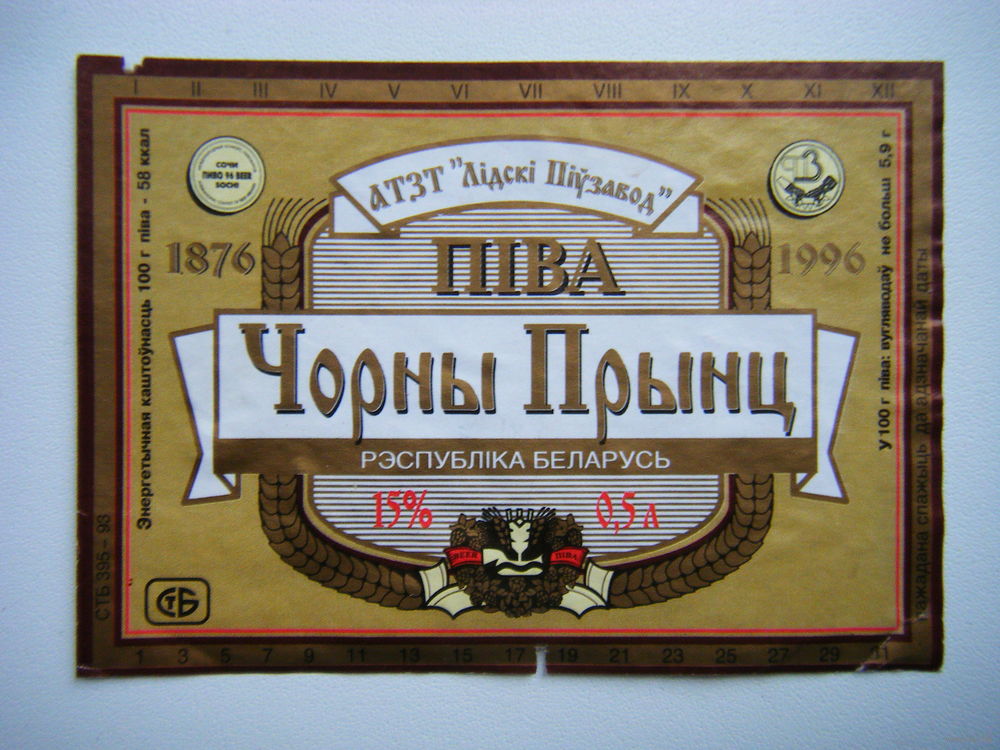 I II III IV V VI VII VIII IX X XI XII
Энергетычная каштоўнасць 100 г піва - 58 ккал
СОЧИ
ПИВО 96 BEER
SOCHI
АТЗТ "Лідскі Піўзавод"
1876
ПІВА
1996
Чорны Прынц
РЭСПУБЛІКА БЕЛАРУСЬ
15%
0,5 л
BEER
ПІВА
У 100 г піва: вугляводаў не больш 5,9 г
Ужадана спажыць да адзначанай даты
СТБ 395 - 93
СТБ
1 3 5 7 9 11 13 15 17 19 21 23 25 27 29 31